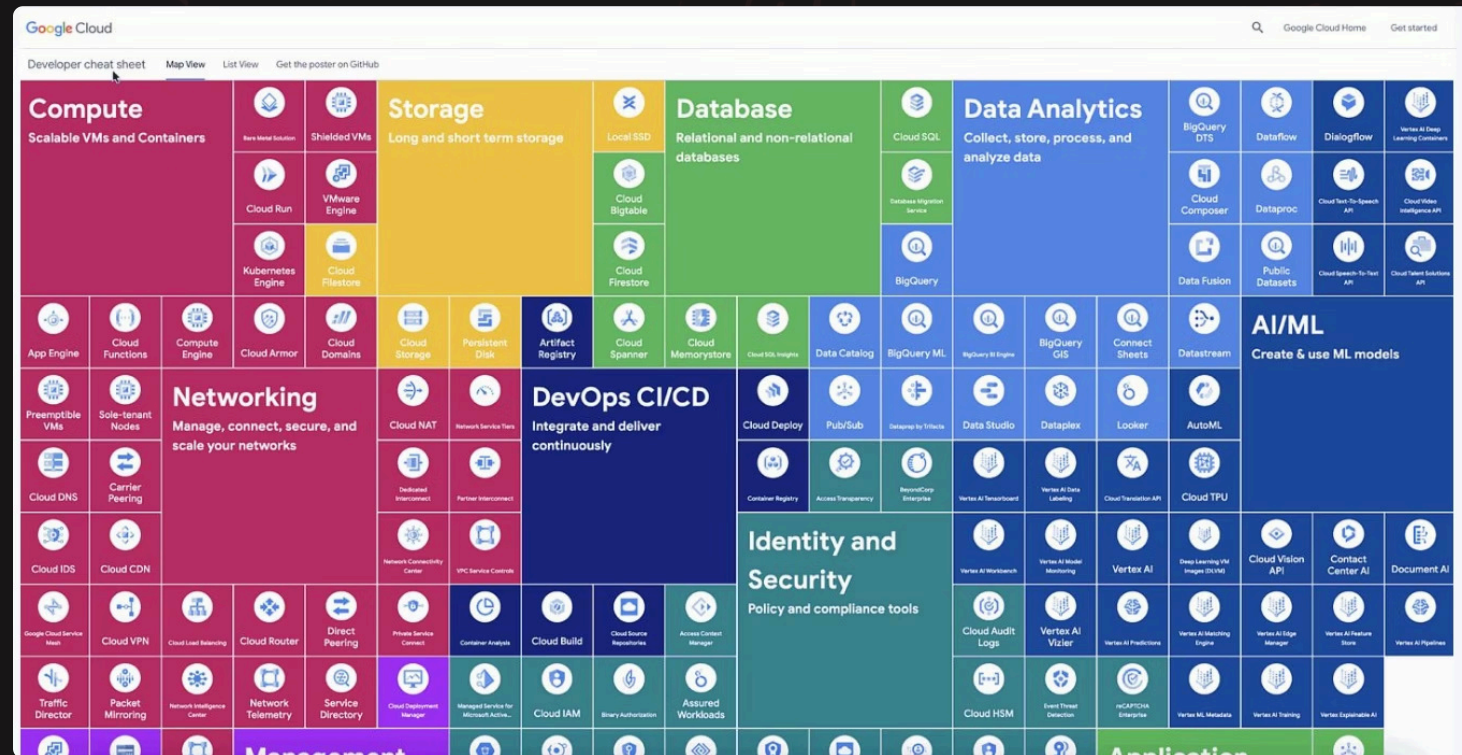 Google Cloud
Google Cloud Home
Get started
Developer cheat sheet
Map View
List View
Get the poster on GitHub
Compute
Scalable VMs and Containers
Bare Metal Solution
Shielded VMs
Storage
Long and short term storage
Local SSD
Database
Relational and non-relational
databases
Cloud SQL
Data Analytics
Collect, store, process, and
analyze data
BigQuery
DTS
Dataflow
Dialogflow
Vertex AI Deep
Learning Containers
Cloud Run
VMware
Engine
Cloud
Bigtable
Database Migration
Service
Cloud
Composer
Dataproc
Cloud Text-To-Speech
API
Cloud Video
Intelligence API
Kubernetes
Engine
Cloud
Filestore
Cloud
Firestore
BigQuery
Data Fusion
Public
Datasets
Cloud Speech-To-Text
API
Cloud Talent Solutions
API
App Engine
Cloud
Functions
Compute
Engine
Cloud Armor
Cloud
Domains
Cloud
Storage
Persistent
Disk
Artifact
Registry
Cloud
Spanner
Cloud
Memorystore
Cloud SQL Insights
Data Catalog
BigQuery ML
BigQuery BI Engine
BigQuery
GIS
Connect
Sheets
Datastream
AI/ML
Create & use ML models
Preemptible
VMs
Sole-tenant
Nodes
Networking
Manage, connect, secure, and
scale your networks
Cloud NAT
Network Service Tiers
DevOps CI/CD
Integrate and deliver
continuously
Cloud Deploy
Pub/Sub
Dataprep by Trifacta
Data Studio
Dataplex
Looker
AutoML
Cloud DNS
Carrier
Peering
Dedicated
Interconnect
Partner Interconnect
Container Registry
Access Transparency
BeyondCorp
Enterprise
Vertex AI Tensorboard
Vertex AI Data
Labeling
Cloud Translation API
Cloud TPU
Cloud IDS
Cloud CDN
Network Connectivity
Center
VPC Service Controls
Identity and
Security
Policy and compliance tools
Vertex AI Workbench
Vertex AI Model
Monitoring
Vertex AI
Deep Learning VM
Images (DLVM)
Cloud Vision
API
Contact
Center AI
Document AI
Google Cloud Service
Mesh
Cloud VPN
Cloud Load Balancing
Cloud Router
Direct
Peering
Private Service
Connect
Container Analysis
Cloud Build
Cloud Source
Repositories
Access Context
Manager
Cloud Audit
Logs
Vertex AI
Vizier
Vertex AI Predictions
Vertex AI Matching
Engine
Vertex AI Edge
Manager
Vertex AI Feature
Store
Vertex AI Pipelines
Traffic
Director
Packet
Mirroring
Network Intelligence
Center
Network
Telemetry
Service
Directory
Cloud Deployment
Manager
Managed Service for
Microsoft Active...
Cloud IAM
Binary Authorization
Assured
Workloads
Cloud HSM
Event Threat
Detection
reCAPTCHA
Enterprise
Vertex ML Metadata
Vertex AI Training
Vertex Explainable AI
Management
Application